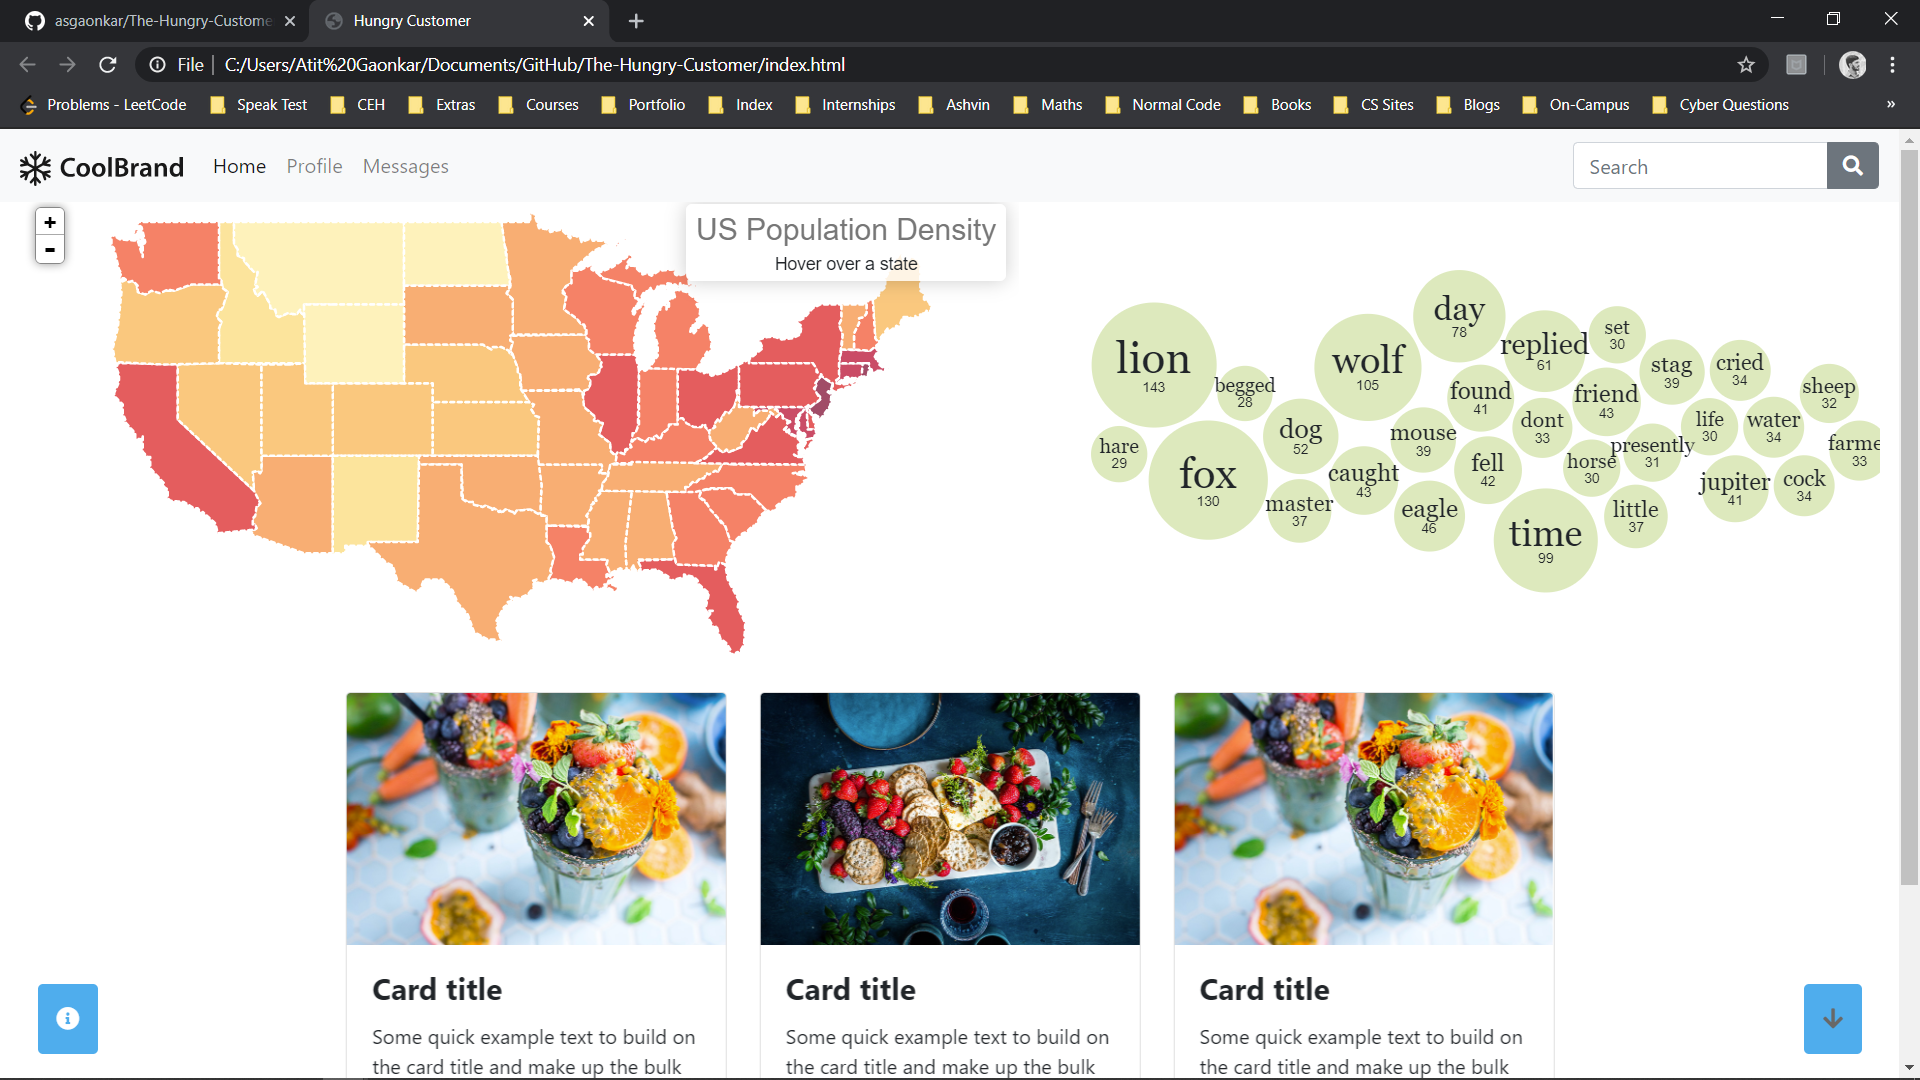 asgaonkar/The-Hungry-Custome
Hungry Customer
File
C:/Users/Atit%20Gaonkar/Documents/GitHub/The-Hungry-Customer/index.html
Problems - LeetCode
Speak Test
CEH
Extras
Courses
Portfolio
Index
Internships
Ashvin
Maths
Normal Code
Books
CS Sites
Blogs
On-Campus
Cyber Questions
»
CoolBrand
Home
Profile
Messages
Search
+
-
US Population Density
Hover over a state
lion
143
begged
28
hare
29
fox
130
dog
52
master
37
wolf
105
caught
43
mouse
39
day
78
found
41
eagle
46
fell
42
replied
61
dont
33
time
99
set
30
friend
43
horse
30
little
37
presently
31
stag
39
life
30
cried
34
water
34
jupiter
41
cock
34
sheep
32
farme
33
Card title
Some quick example text to build on
the card title and make up the bulk
Card title
Some quick example text to build on
the card title and make up the bulk
Card title
Some quick example text to build on
the card title and make up the bulk